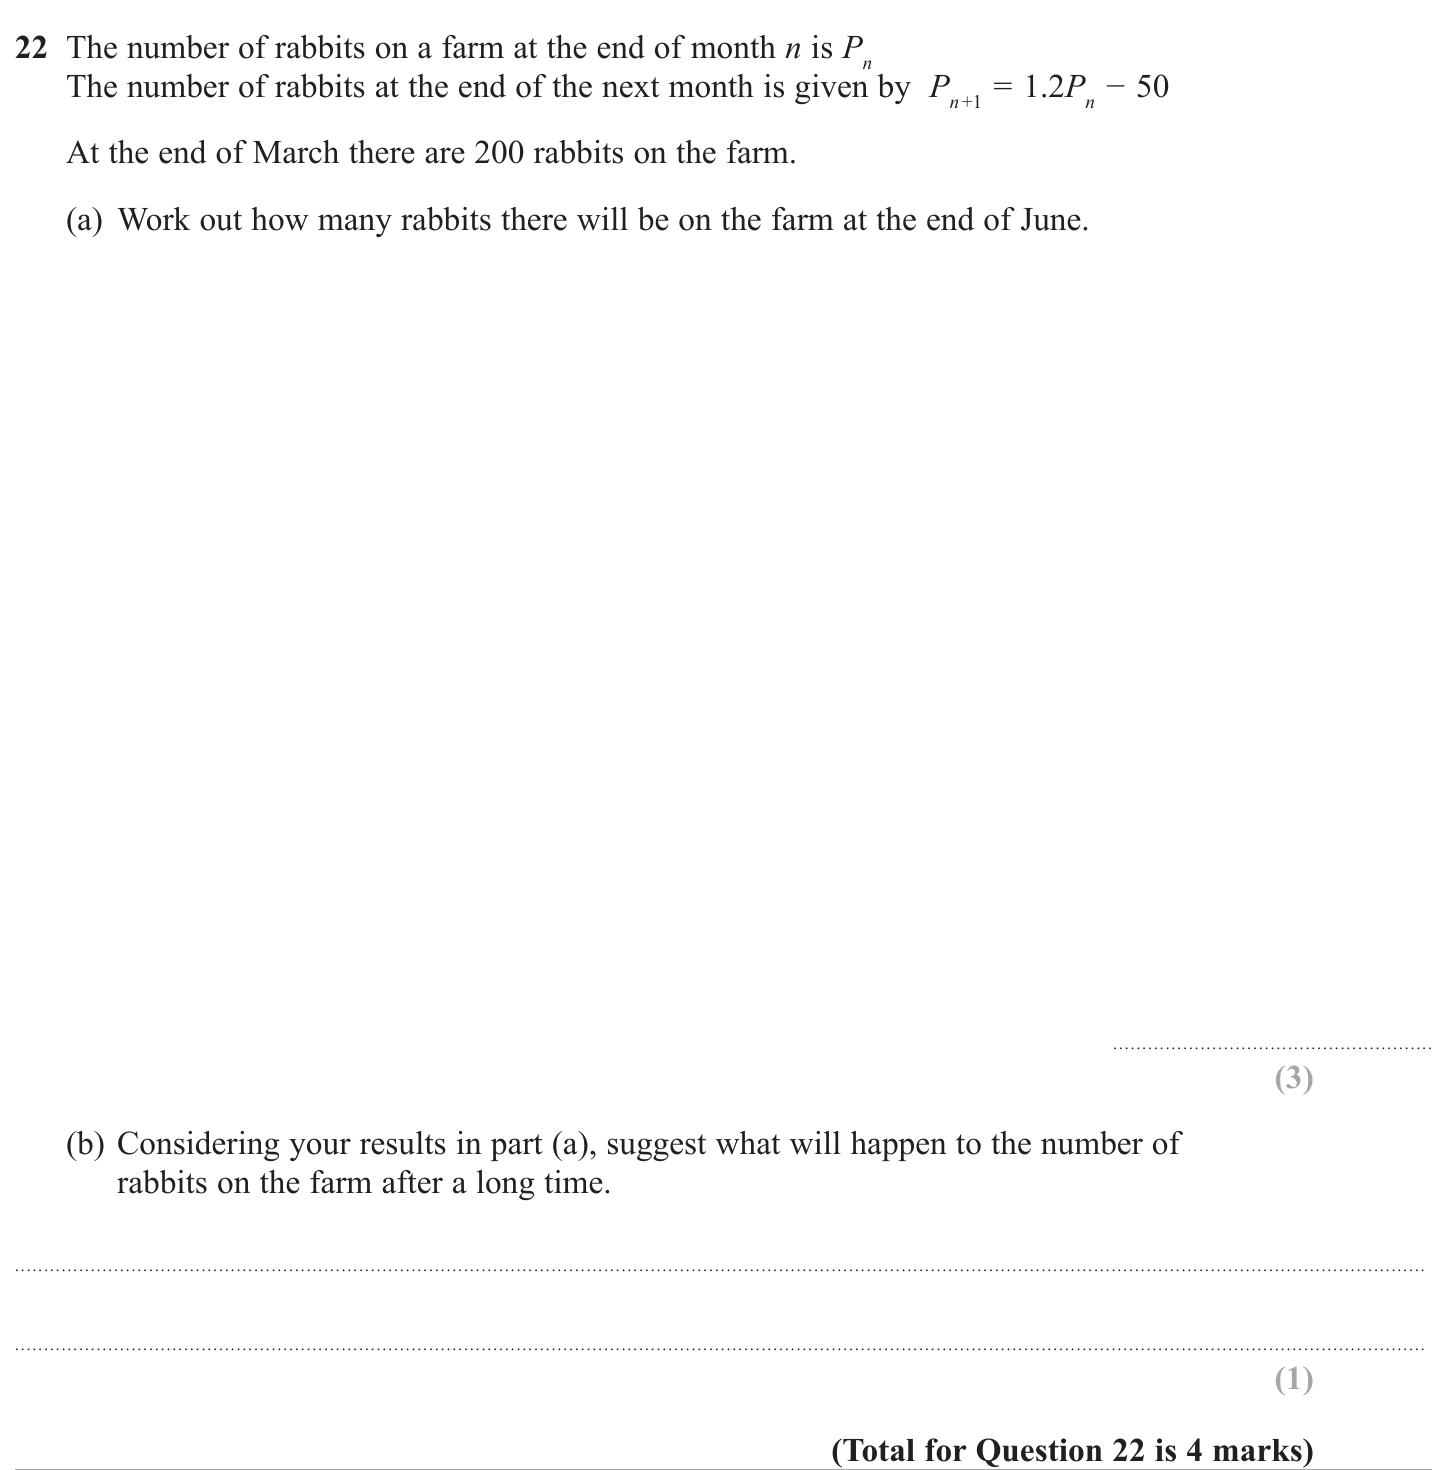 22 The number of rabbits on a farm at the end of month n is Pₙ
The number of rabbits at the end of the next month is given by Pₙ₊₁ = 1.2Pₙ − 50
At the end of March there are 200 rabbits on the farm.
(a) Work out how many rabbits there will be on the farm at the end of June.
(3)
(b) Considering your results in part (a), suggest what will happen to the number of
rabbits on the farm after a long time.
(1)
(Total for Question 22 is 4 marks)